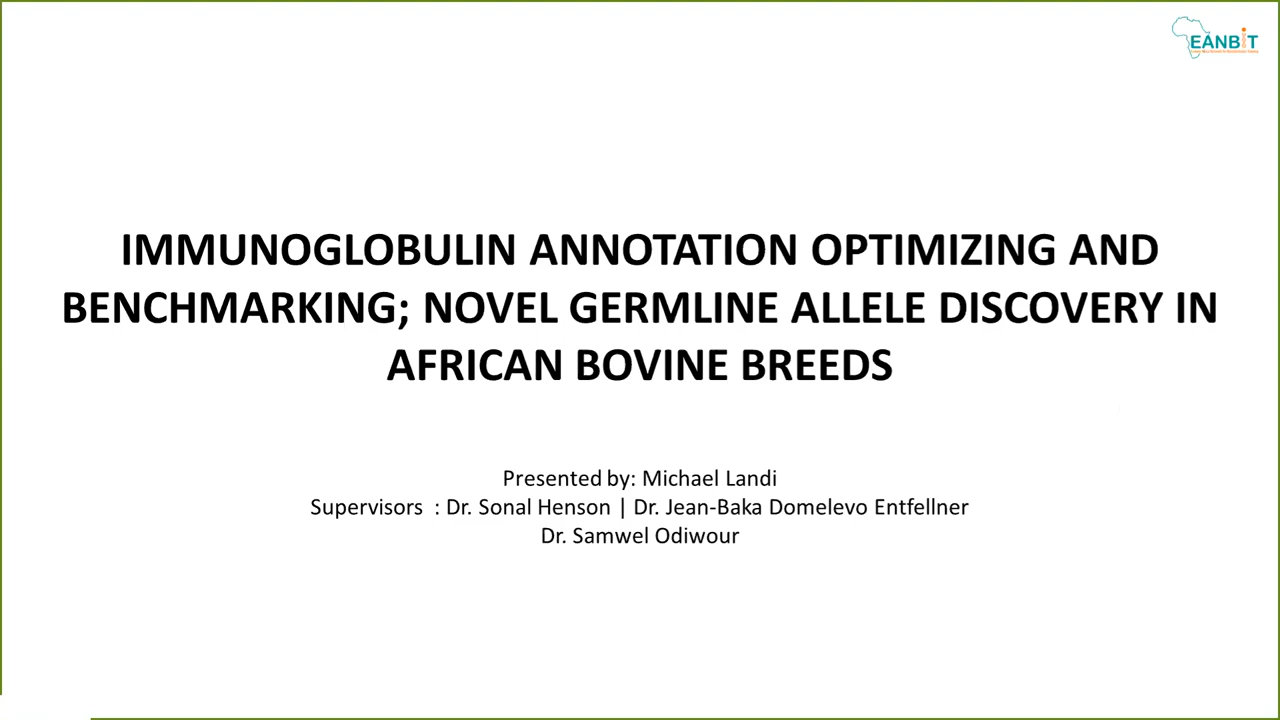 EANBiT
IMMUNOGLOBULIN ANNOTATION OPTIMIZING AND
BENCHMARKING; NOVEL GERMLINE ALLELE DISCOVERY IN
AFRICAN BOVINE BREEDS
Presented by: Michael Landi
Supervisors : Dr. Sonal Henson | Dr. Jean-Baka Domelevo Entfellner
Dr. Samwel Odiwour